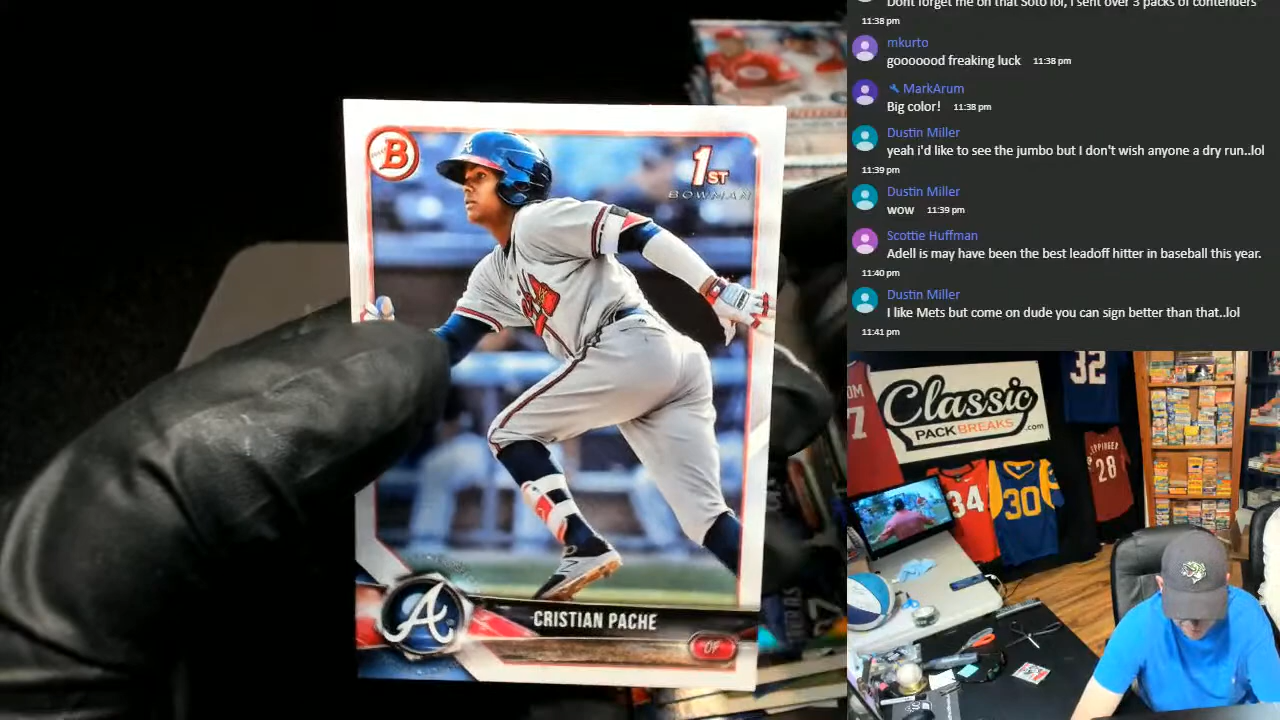 B
1ST
BOWMAN
A
CRISTIAN PACHE
OF
Dont forget me on that Soto lol, i sent over 3 packs of contenders
11:38 pm
mkurto
gooooood freaking luck 11:38 pm
MarkArum
Big color! 11:38 pm
Dustin Miller
yeah i'd like to see the jumbo but I don't wish anyone a dry run..lol
11:39 pm
Dustin Miller
wow 11:39 pm
Scottie Huffman
Adell is may have been the best leadoff hitter in baseball this year.
11:40 pm
Dustin Miller
I like Mets but come on dude you can sign better than that..lol
11:41 pm
Classic
PACK BREAKS.com
32
7
34
30
28